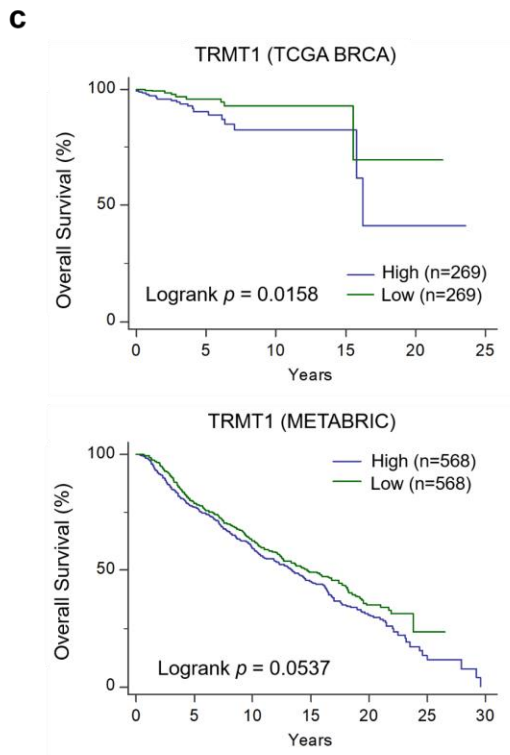 c
TRMT1 (TCGA BRCA)
Overall Survival (%)
100
50
0
High (n=269)
Low (n=269)
Logrank p = 0.0158
0 5 10 15 20 25
Years
TRMT1 (METABRIC)
Overall Survival (%)
100
50
0
High (n=568)
Low (n=568)
Logrank p = 0.0537
0 5 10 15 20 25 30
Years